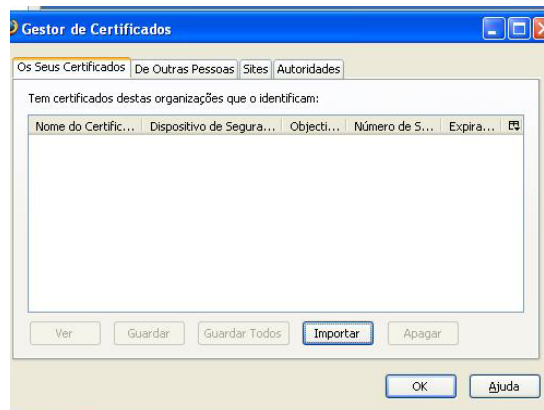 Gestor de Certificados
Os Seus Certificados De Outras Pessoas Sites Autoridades
Tem certificados destas organizações que o identificam:
Nome do Certific... Dispositivo de Segura... Objecti... Número de S... Expira...
Ver Guardar Guardar Todos Importar Apagar
OK Ajuda